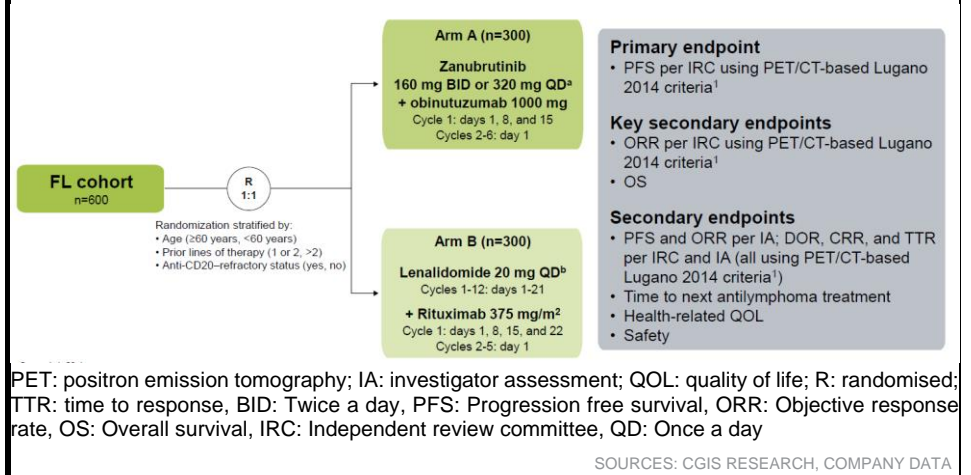 FL cohort
n=600
R
1:1
Randomization stratified by:
• Age (≥60 years, <60 years)
• Prior lines of therapy (1 or 2, >2)
• Anti-CD20–refractory status (yes, no)
Arm A (n=300)
Zanubrutinib
160 mg BID or 320 mg QDᵃ
+ obinutuzumab 1000 mg
Cycle 1: days 1, 8, and 15
Cycles 2-6: day 1
Arm B (n=300)
Lenalidomide 20 mg QDᵇ
Cycles 1-12: days 1-21
+ Rituximab 375 mg/m²
Cycle 1: days 1, 8, 15, and 22
Cycles 2-5: day 1
Primary endpoint
• PFS per IRC using PET/CT-based Lugano
2014 criteria¹
Key secondary endpoints
• ORR per IRC using PET/CT-based Lugano
2014 criteria¹
• OS
Secondary endpoints
• PFS and ORR per IA; DOR, CRR, and TTR
per IRC and IA (all using PET/CT-based
Lugano 2014 criteria¹)
• Time to next antilymphoma treatment
• Health-related QOL
• Safety
PET: positron emission tomography; IA: investigator assessment; QOL: quality of life; R: randomised;
TTR: time to response, BID: Twice a day, PFS: Progression free survival, ORR: Objective response
rate, OS: Overall survival, IRC: Independent review committee, QD: Once a day
SOURCES: CGIS RESEARCH, COMPANY DATA